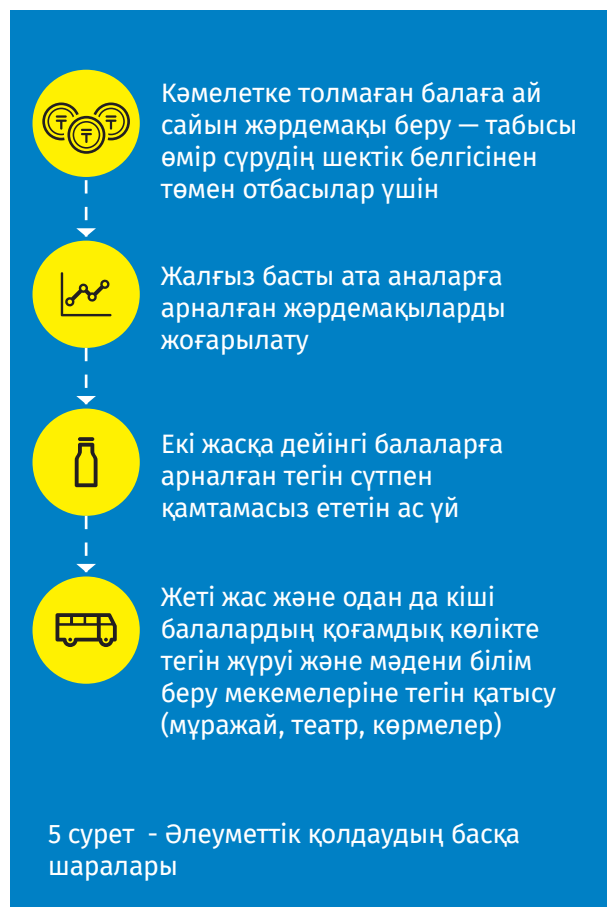 Кәмелетке толмаған балаға ай
сайын жәрдемақы беру — табысы
өмір сүрудің шектік белгісінен
төмен отбасылар үшін
Жалғыз басты ата аналарға
арналған жәрдемақыларды
жоғарылату
Екі жасқа дейінгі балаларға
арналған тегін сүтпен
қамтамасыз ететін ас үй
Жеті жас және одан да кіші
балалардың қоғамдық көлікте
тегін жүруі және мәдени білім
беру мекемелеріне тегін қатысу
(мұражай, театр, көрмелер)
5 сурет - Әлеуметтік қолдаудың басқа
шаралары